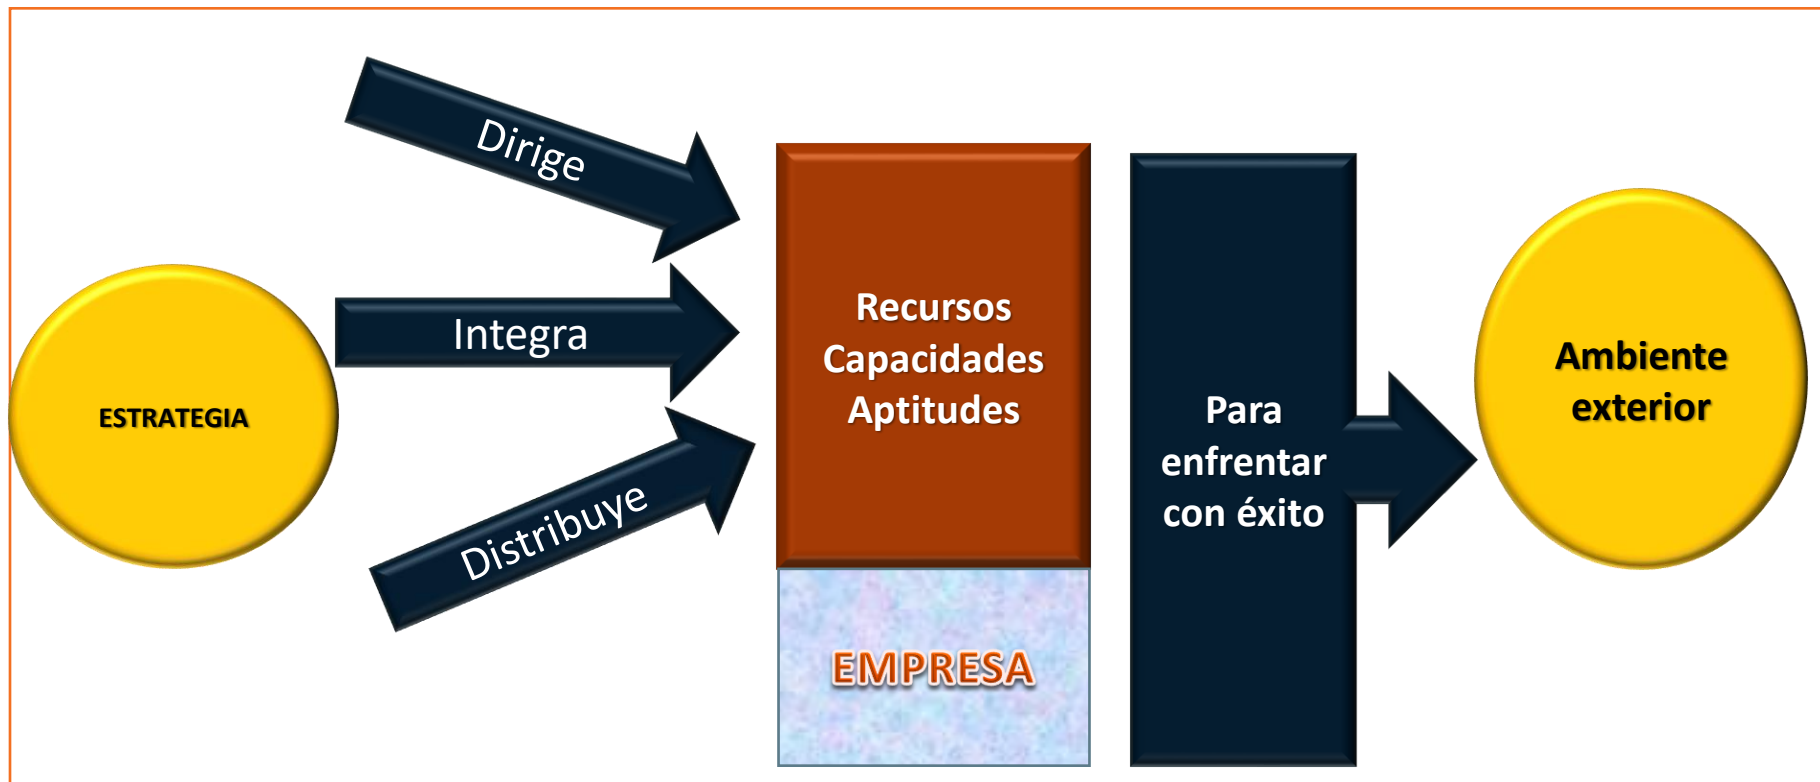 ESTRATEGIA
Dirige
Integra
Distribuye
Recursos
Capacidades
Aptitudes
EMPRESA
Para
enfrentar
con éxito
Ambiente
exterior